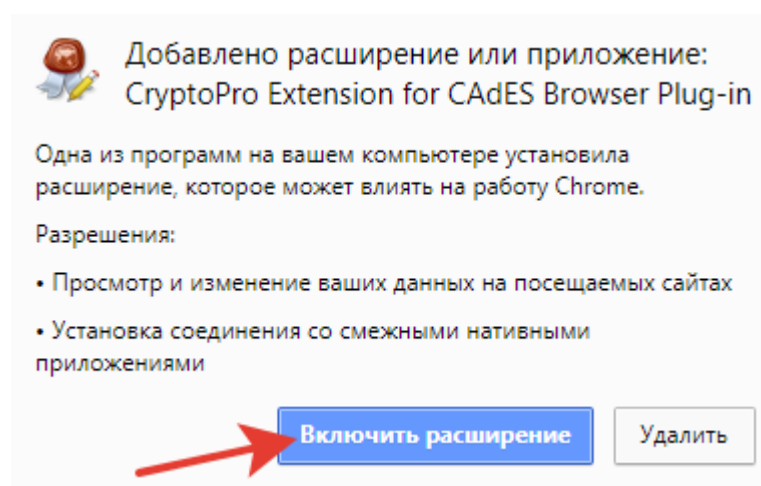 Добавлено расширение или приложение:
CryptoPro Extension for CAdES Browser Plug-in
Одна из программ на вашем компьютере установила
расширение, которое может влиять на работу Chrome.
Разрешения:
• Просмотр и изменение ваших данных на посещаемых сайтах
• Установка соединения со смежными нативными
приложениями
Включить расширение
Удалить